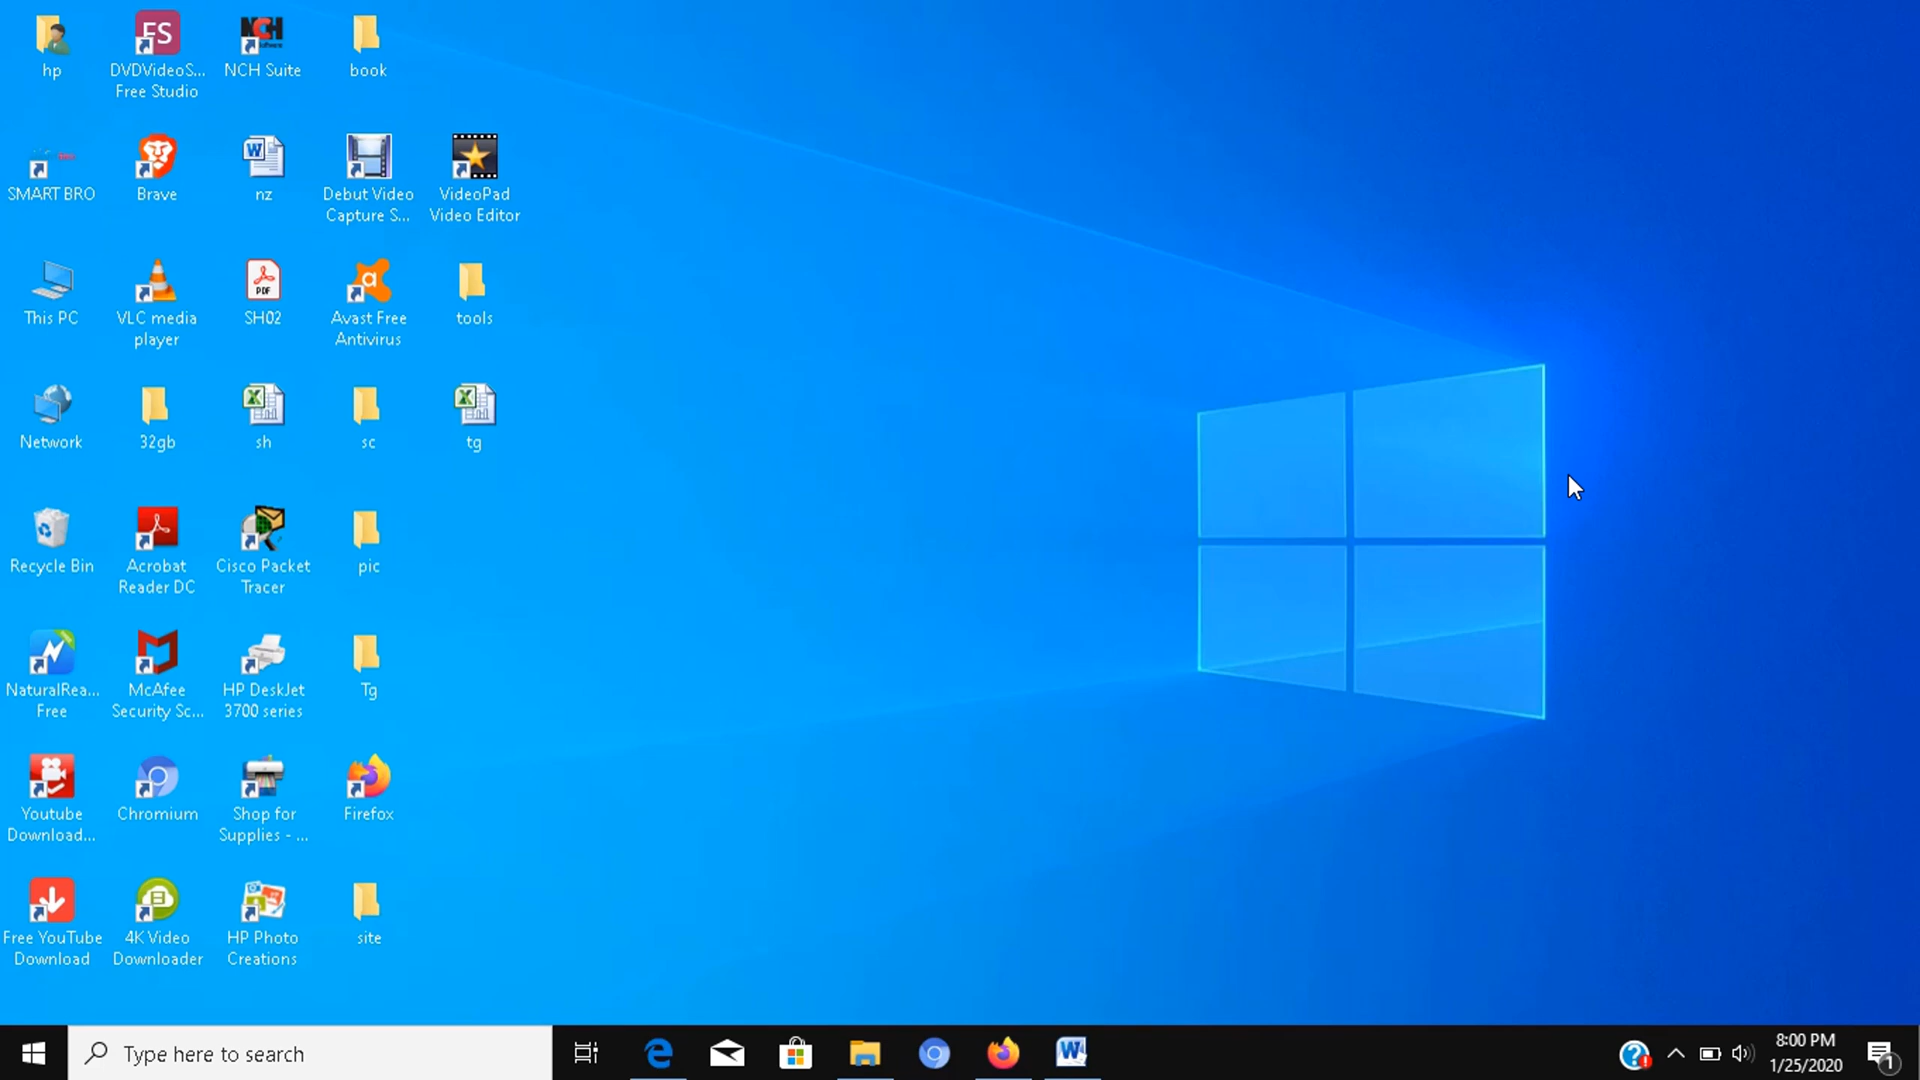 hp
DVDVideoS...
Free Studio
NCH Suite
book
SMART BRO
Brave
nz
Debut Video
Capture S...
VideoPad
Video Editor
This PC
VLC media
player
SH02
Avast Free
Antivirus
tools
Network
32gb
sh
sc
tg
Recycle Bin
Acrobat
Reader DC
Cisco Packet
Tracer
pic
NaturalRea...
Free
McAfee
Security Sc...
HP DeskJet
3700 series
Tg
Youtube
Download...
Chromium
Shop for
Supplies - ...
Firefox
Free YouTube
Download
4K Video
Downloader
HP Photo
Creations
site
Type here to search
8:00 PM
1/25/2020
1